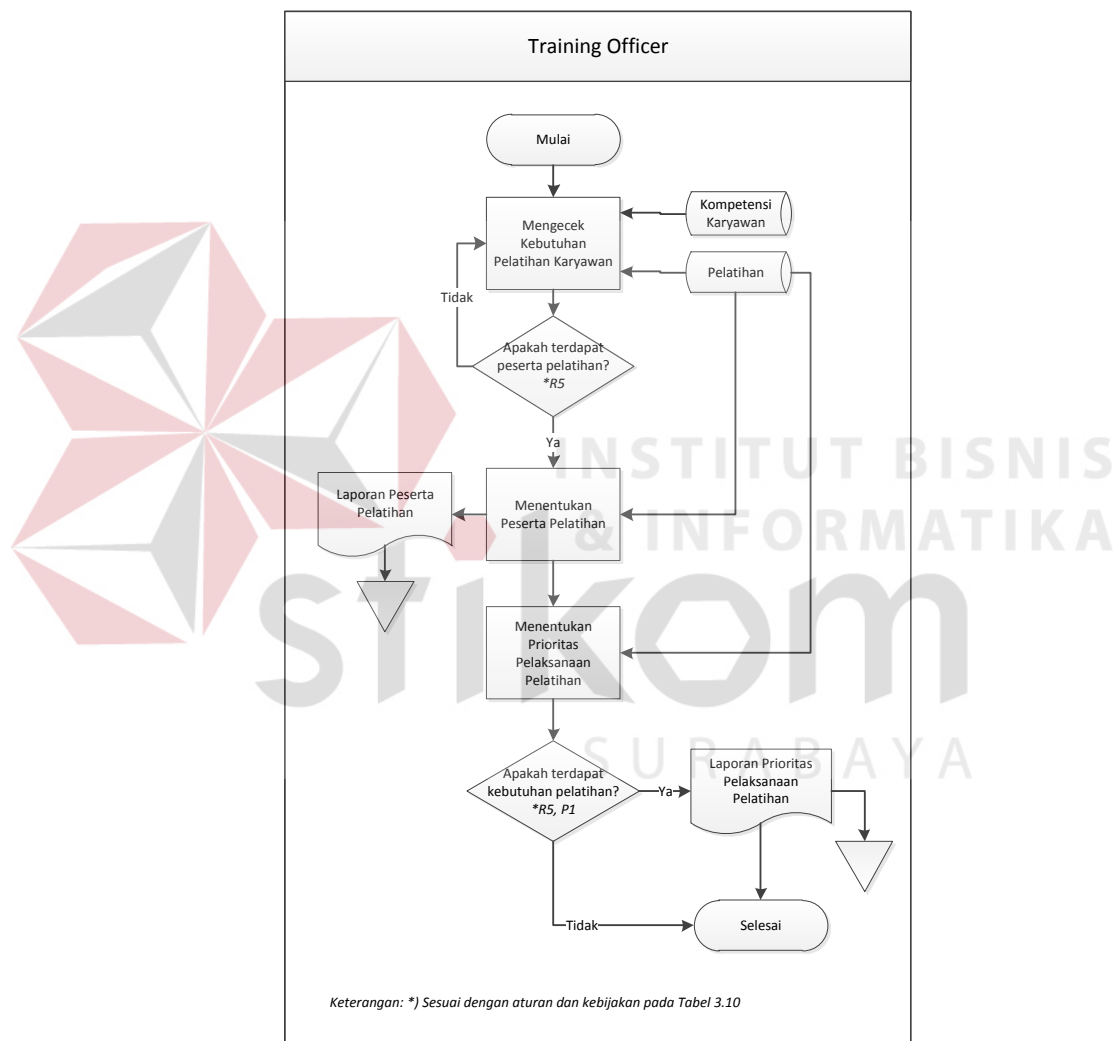 Training Officer
Mulai
Mengecek
Kebutuhan
Pelatihan Karyawan
Kompetensi
Karyawan
Pelatihan
Tidak
Apakah terdapat
peserta pelatihan?
*R5
Ya
Laporan Peserta
Pelatihan
Menentukan
Peserta Pelatihan
Menentukan
Prioritas
Pelaksanaan
Pelatihan
Apakah terdapat
kebutuhan pelatihan?
*R5, P1
Ya
Laporan Prioritas
Pelaksanaan
Pelatihan
Tidak
Selesai
Keterangan: *) Sesuai dengan aturan dan kebijakan pada Tabel 3.10
INSTITUT BISNIS
& INFORMATIKA
stikom
SURABAYA